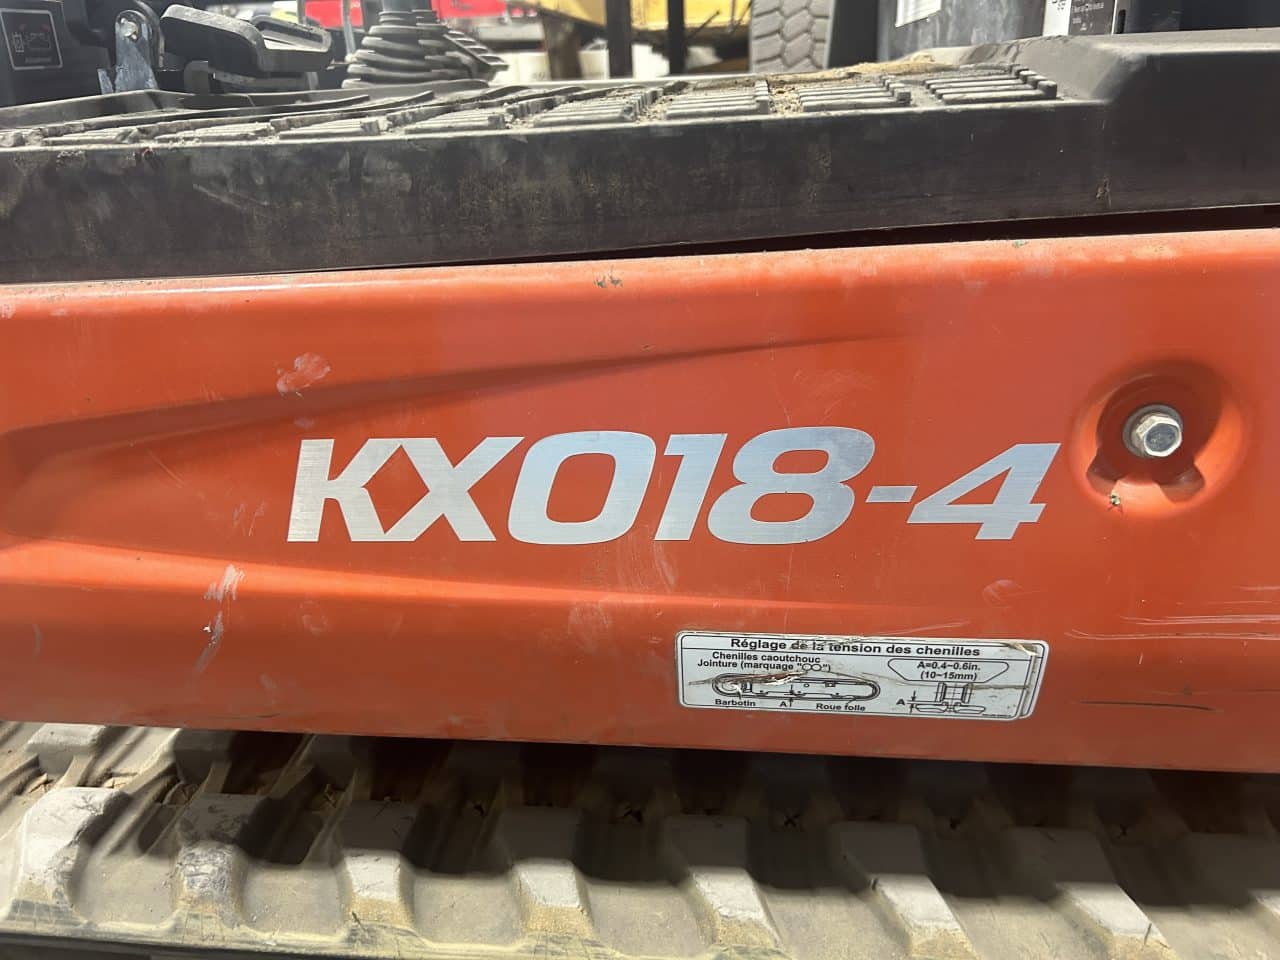 KX018-4
Réglage de la tension des chenilles
Chenilles caoutchouc
Jointure (marquage "∞")
A=0.4~0.6in.
(10~15mm)
Barbotin
A
Roue folle
A